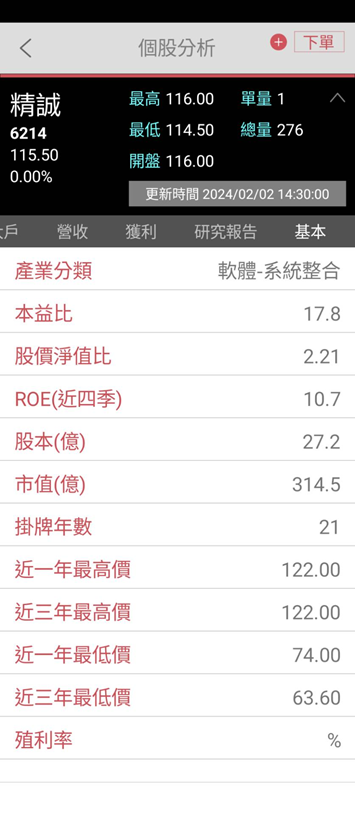 個股分析
下單
精誠
6214
115.50
0.00%
最高 116.00 單量 1
最低 114.50 總量 276
開盤 116.00
更新時間 2024/02/02 14:30:00
大戶 營收 獲利 研究報告 基本
產業分類 軟體-系統整合
本益比 17.8
股價淨值比 2.21
ROE(近四季) 10.7
股本(億) 27.2
市值(億) 314.5
掛牌年數 21
近一年最高價 122.00
近三年最高價 122.00
近一年最低價 74.00
近三年最低價 63.60
殖利率 %